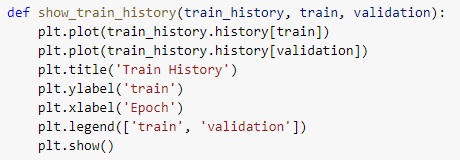 def show_train_history(train_history, train, validation):
    plt.plot(train_history.history[train])
    plt.plot(train_history.history[validation])
    plt.title('Train History')
    plt.ylabel('train')
    plt.xlabel('Epoch')
    plt.legend(['train', 'validation'])
    plt.show()